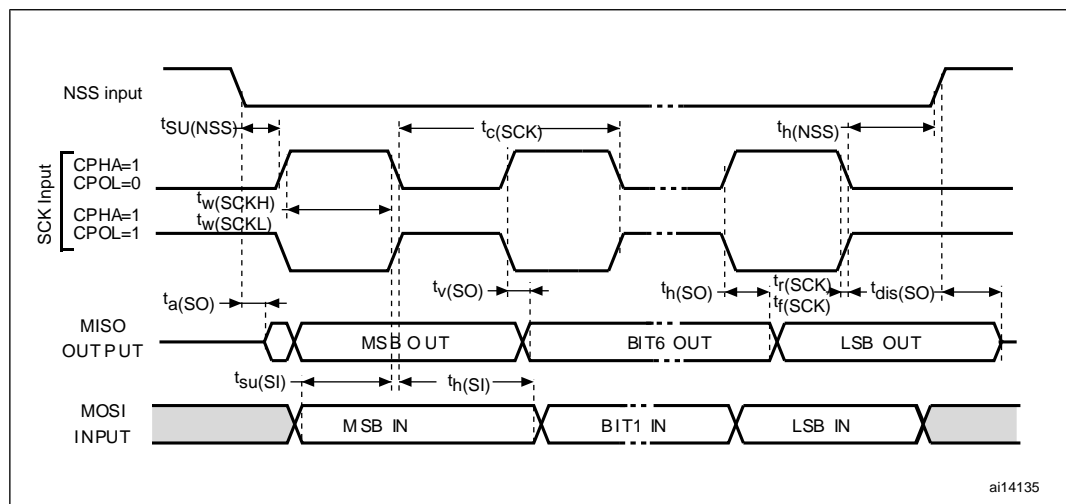 NSS input
tSU(NSS)
tc(SCK)
th(NSS)
SCK Input
CPHA=1
CPOL=0
tw(SCKH)
tw(SCKL)
CPHA=1
CPOL=1
ta(SO)
tv(SO)
th(SO)
tr(SCK)
tf(SCK)
tdis(SO)
MISO
OUTPUT
MSB OUT
BIT6 OUT
LSB OUT
tsu(SI)
th(SI)
MOSI
INPUT
MSB IN
BIT1 IN
LSB IN
ai14135